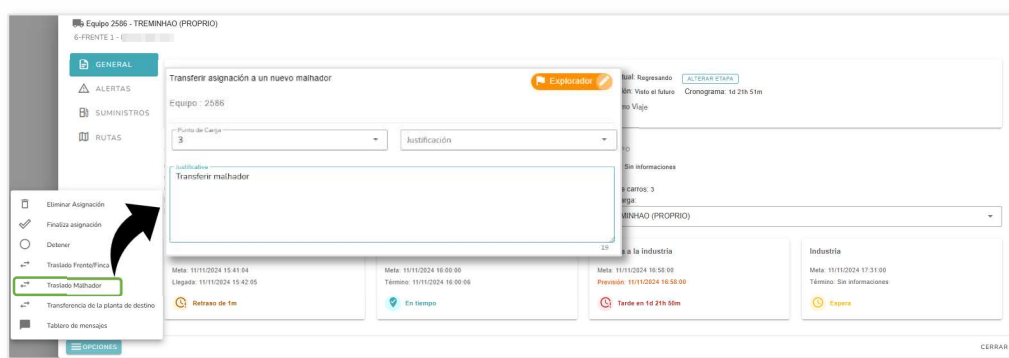 Equipo 2586 - TREMINHAO (PROPRIO)
6-FRENTE 1 -
GENERAL
ALERTAS
SUMINISTROS
RUTAS
Transferir asignación a un nuevo malhador
Explorador
Equipo : 2586
Punto de Carga
3
Justificación
Justificativa
Transferir malhador
19
tual: Regresando
ALTERAR ETAPA
ión: Visto el futuro Cronograma: 1d 21h 51m
mo Viaje
Sin informaciones
carros: 3
arga:
MINHAO (PROPRIO)
Eliminar Asignación
Finaliza asignación
Detener
Traslado Frente/Finca
Traslado Malhador
Transferencia de la planta de destino
Tablero de mensajes
Meta: 11/11/2024 15:41:04
Llegada: 11/11/2024 15:42:05
Retraso de 1m
Meta: 11/11/2024 16:00:00
Término: 11/11/2024 16:00:06
En tiempo
a a la industria
Meta: 11/11/2024 16:58:00
Previsión: 11/11/2024 16:58:00
Tarde en 1d 21h 50m
Industria
Meta: 11/11/2024 17:31:00
Término: Sin informaciones
Espera
OPCIONES
CERRAR